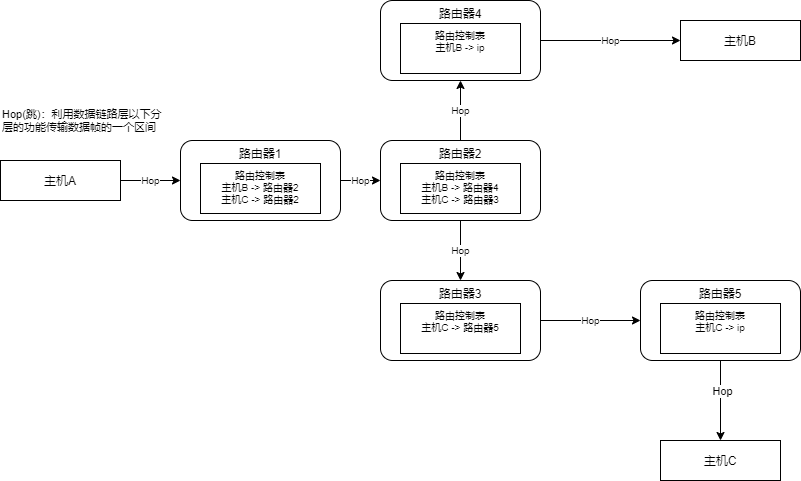 路由器4
路由控制表
主机B -> ip
Hop
主机B
Hop
Hop(跳)：利用数据链路层以下分
层的功能传输数据帧的一个区间
主机A
Hop
路由器1
路由控制表
主机B -> 路由器2
主机C -> 路由器2
Hop
路由器2
路由控制表
主机B -> 路由器4
主机C -> 路由器3
Hop
路由器3
路由控制表
主机C -> 路由器5
Hop
路由器5
路由控制表
主机C -> ip
Hop
主机C